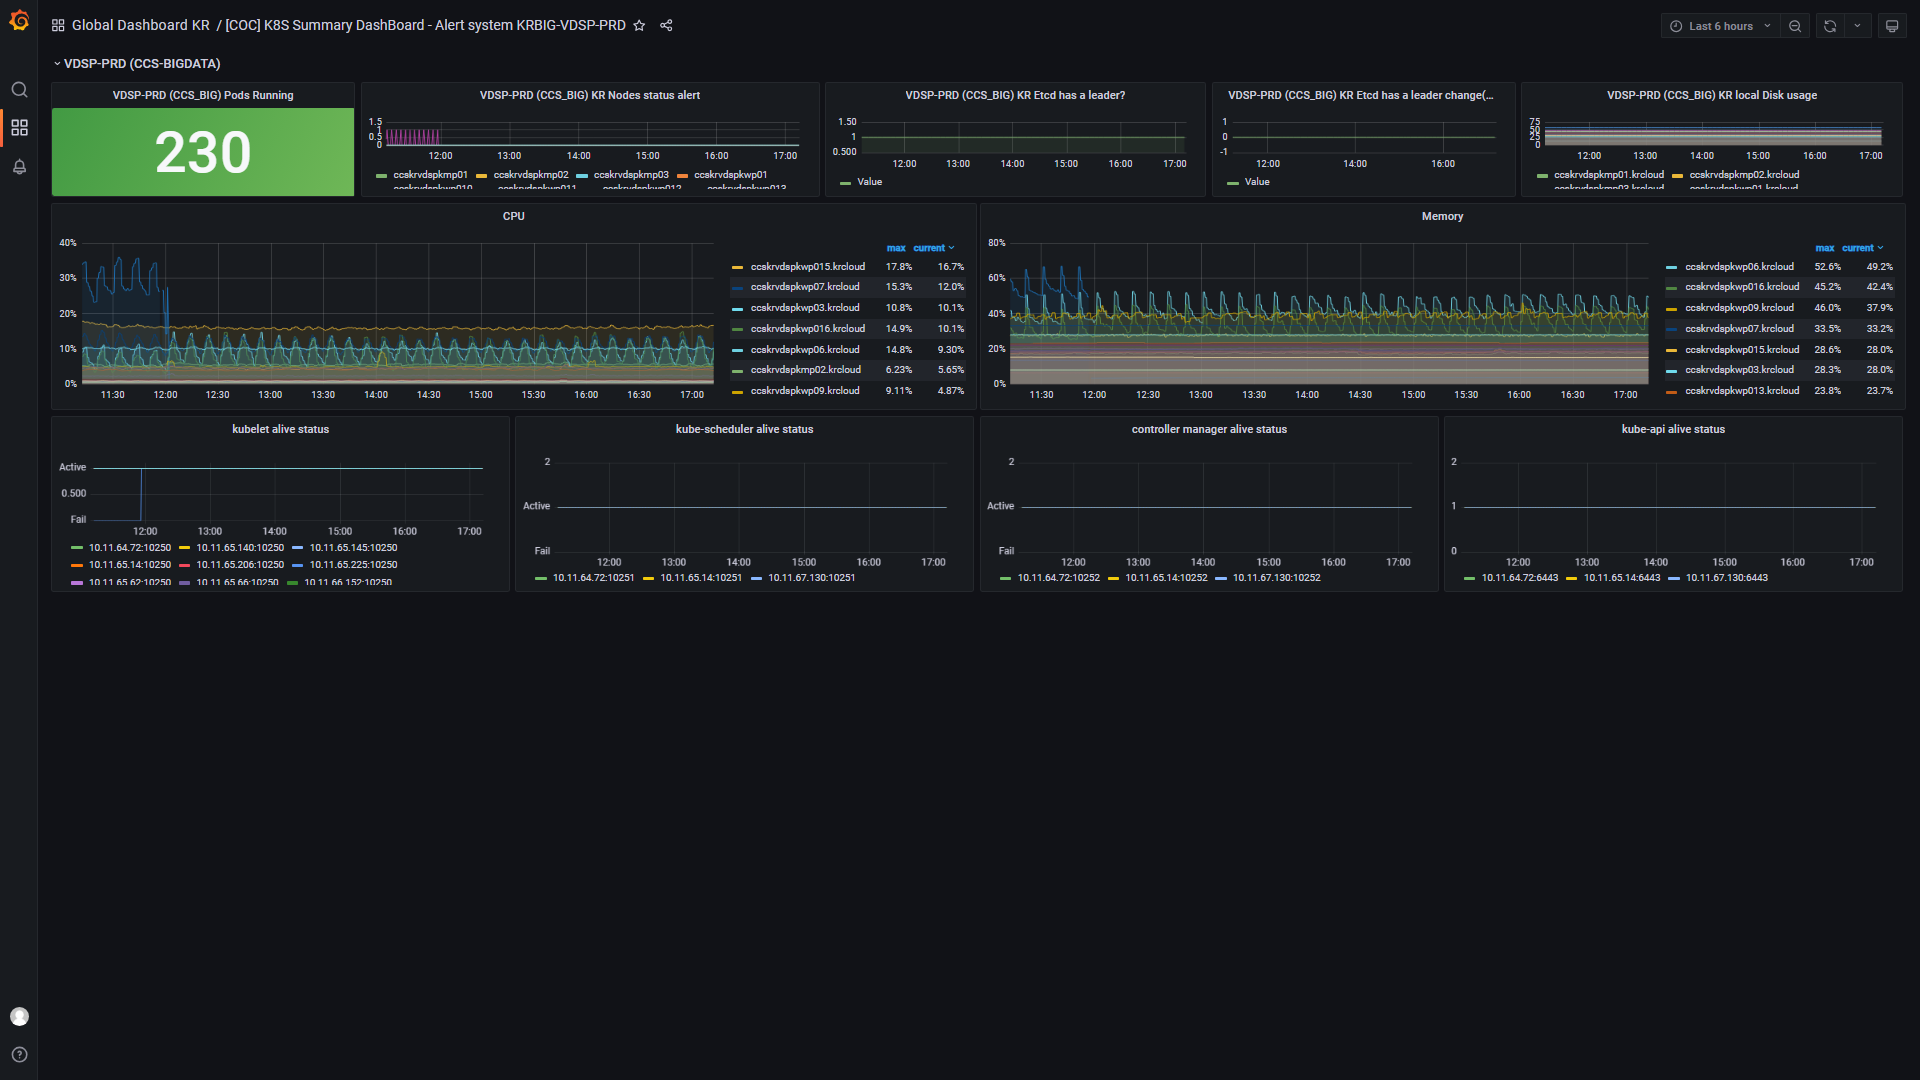 Global Dashboard KR / [COC] K8S Summary DashBoard - Alert system KRBIG-VDSP-PRD
Last 6 hours
VDSP-PRD (CCS-BIGDATA)
VDSP-PRD (CCS_BIG) Pods Running
230
VDSP-PRD (CCS_BIG) KR Nodes status alert
1.5
1
0.5
0
12:00 13:00 14:00 15:00 16:00 17:00
ccskrvdspkmp01 ccskrvdspkmp02 ccskrvdspkmp03 ccskrvdspkwp01
ccskrvdspkwp010 ccskrvdspkwp011 ccskrvdspkwp012 ccskrvdspkwp013
VDSP-PRD (CCS_BIG) KR Etcd has a leader?
1.50
1
0.500
12:00 13:00 14:00 15:00 16:00 17:00
Value
VDSP-PRD (CCS_BIG) KR Etcd has a leader change(...
1
0
-1
12:00 14:00 16:00
Value
VDSP-PRD (CCS_BIG) KR local Disk usage
75
50
25
0
12:00 13:00 14:00 15:00 16:00 17:00
ccskrvdspkmp01.krcloud ccskrvdspkmp02.krcloud
ccskrvdspkmp03.krcloud ccskrvdspkwp01.krcloud
CPU
40%
30%
20%
10%
0%
11:30 12:00 12:30 13:00 13:30 14:00 14:30 15:00 15:30 16:00 16:30 17:00
max current
ccskrvdspkwp015.krcloud 17.8% 16.7%
ccskrvdspkwp07.krcloud 15.3% 12.0%
ccskrvdspkwp03.krcloud 10.8% 10.1%
ccskrvdspkwp016.krcloud 14.9% 10.1%
ccskrvdspkwp06.krcloud 14.8% 9.30%
ccskrvdspkmp02.krcloud 6.23% 5.65%
ccskrvdspkwp09.krcloud 9.11% 4.87%
Memory
80%
60%
40%
20%
0%
11:30 12:00 12:30 13:00 13:30 14:00 14:30 15:00 15:30 16:00 16:30 17:00
max current
ccskrvdspkwp06.krcloud 52.6% 49.2%
ccskrvdspkwp016.krcloud 45.2% 42.4%
ccskrvdspkwp09.krcloud 46.0% 37.9%
ccskrvdspkwp07.krcloud 33.5% 33.2%
ccskrvdspkwp015.krcloud 28.6% 28.0%
ccskrvdspkwp03.krcloud 28.3% 28.0%
ccskrvdspkwp013.krcloud 23.8% 23.7%
kubelet alive status
Active
0.500
Fail
12:00 13:00 14:00 15:00 16:00 17:00
10.11.64.72:10250 10.11.65.140:10250 10.11.65.145:10250
10.11.65.14:10250 10.11.65.206:10250 10.11.65.225:10250
10.11.65.62:10250 10.11.65.66:10250 10.11.66.152:10250
kube-scheduler alive status
2
Active
Fail
12:00 13:00 14:00 15:00 16:00 17:00
10.11.64.72:10251 10.11.65.14:10251 10.11.67.130:10251
controller manager alive status
2
Active
Fail
12:00 13:00 14:00 15:00 16:00 17:00
10.11.64.72:10252 10.11.65.14:10252 10.11.67.130:10252
kube-api alive status
2
1
0
12:00 13:00 14:00 15:00 16:00 17:00
10.11.64.72:6443 10.11.65.14:6443 10.11.67.130:6443